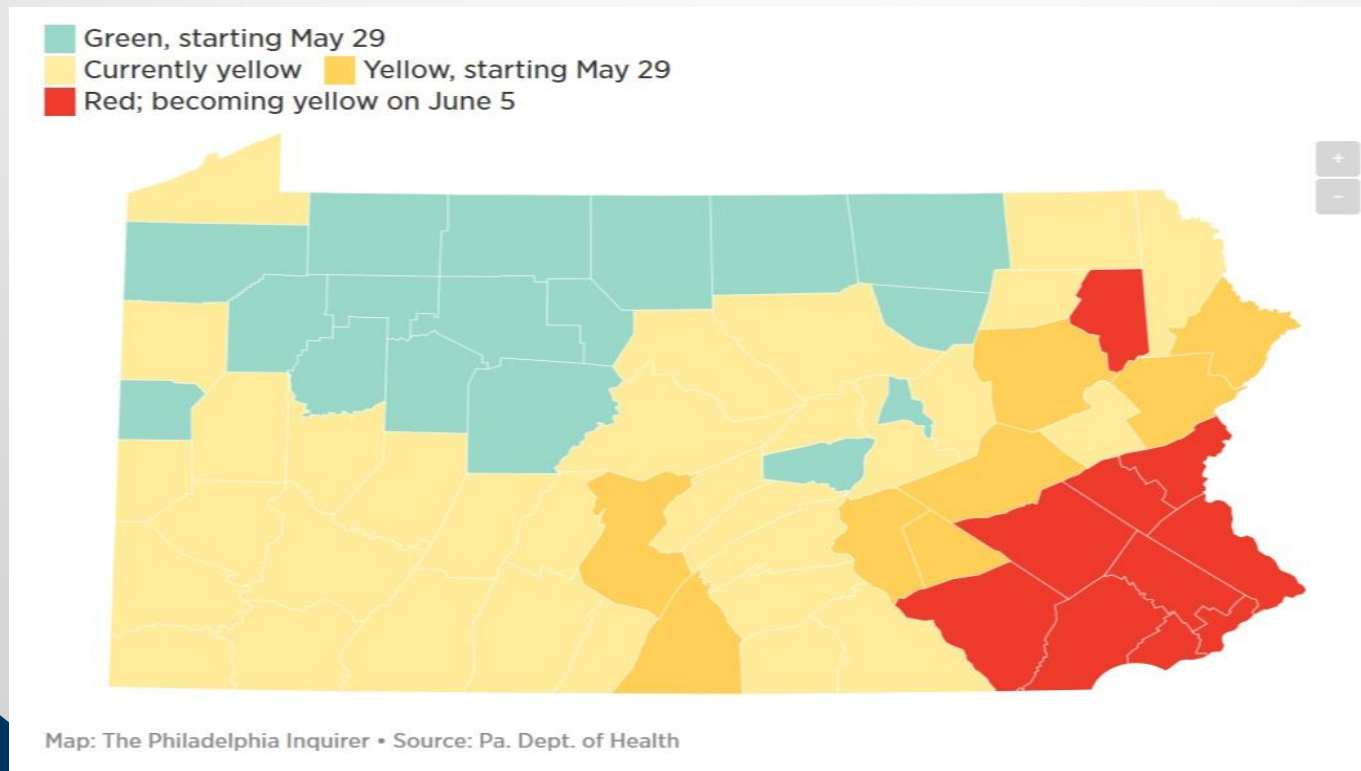 Green, starting May 29
Currently yellow Yellow, starting May 29
Red; becoming yellow on June 5
+
−
Map: The Philadelphia Inquirer • Source: Pa. Dept. of Health